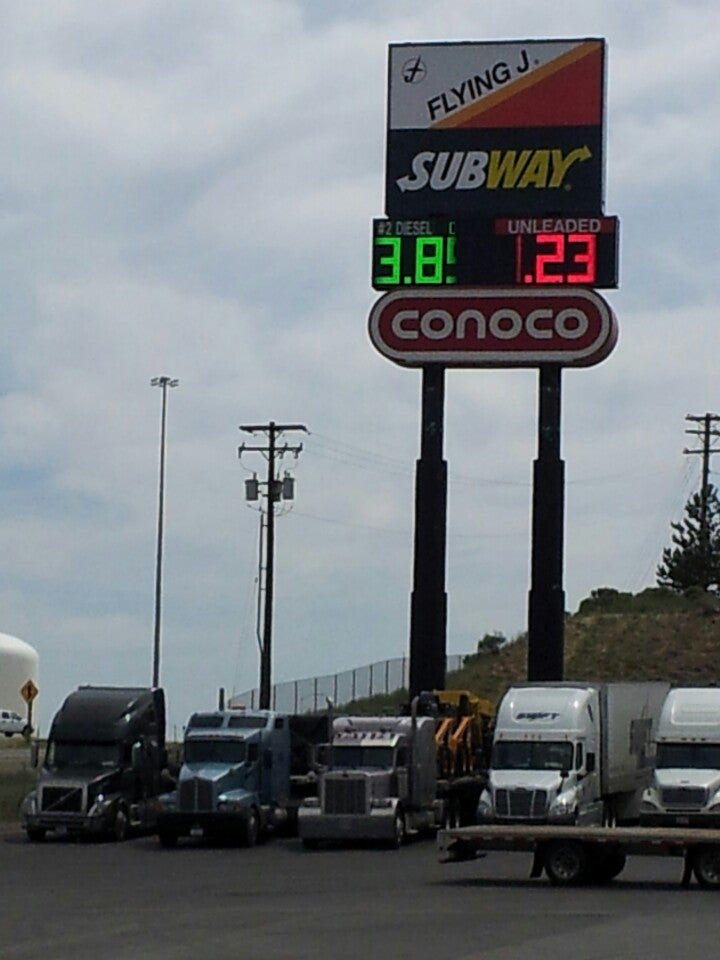 FLYING J.
SUBWAY
#2 DIESEL UNLEADED
3.8 .23
CONOCO
SWIFT